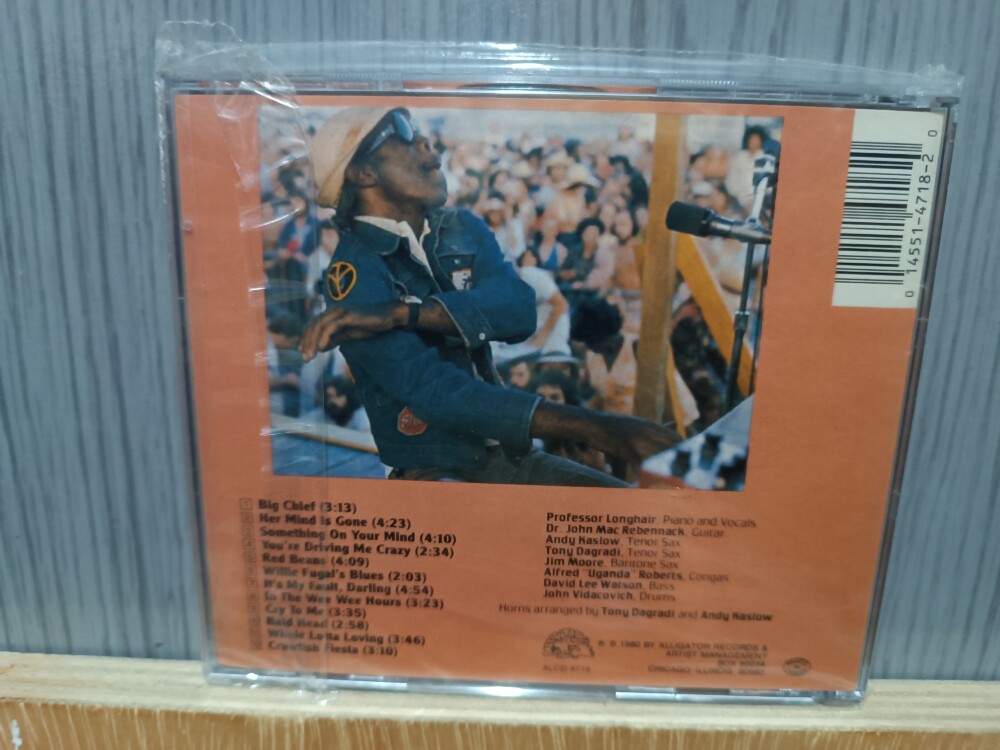 0 14551-4718-2 0
Big Chief (3:13)
Her Mind Is Gone (4:23)
Something On Your Mind (4:10)
You're Driving Me Crazy (2:34)
Red Beans (4:09)
Willie Fugal's Blues (2:03)
It's My Fault, Darling (4:54)
In The Wee Wee Hours (3:23)
Cry To Me (3:35)
Bald Head (2:58)
Whole Lotta Loving (3:46)
Crawfish Fiesta (3:10)
Professor Longhair, Piano and Vocals
Dr. John Mac Rebennack, Guitar
Andy Kaslow, Tenor Sax
Tony Dagradi, Tenor Sax
Jim Moore, Baritone Sax
Alfred "Uganda" Roberts, Congas
David Lee Watson, Bass
John Vidacovich, Drums
Horns arranged by Tony Dagradi and Andy Kaslow
ALCD 4718
℗ © 1980 BY ALLIGATOR RECORDS &
ARTIST MANAGEMENT
BOX 60234
CHICAGO, ILLINOIS 60660